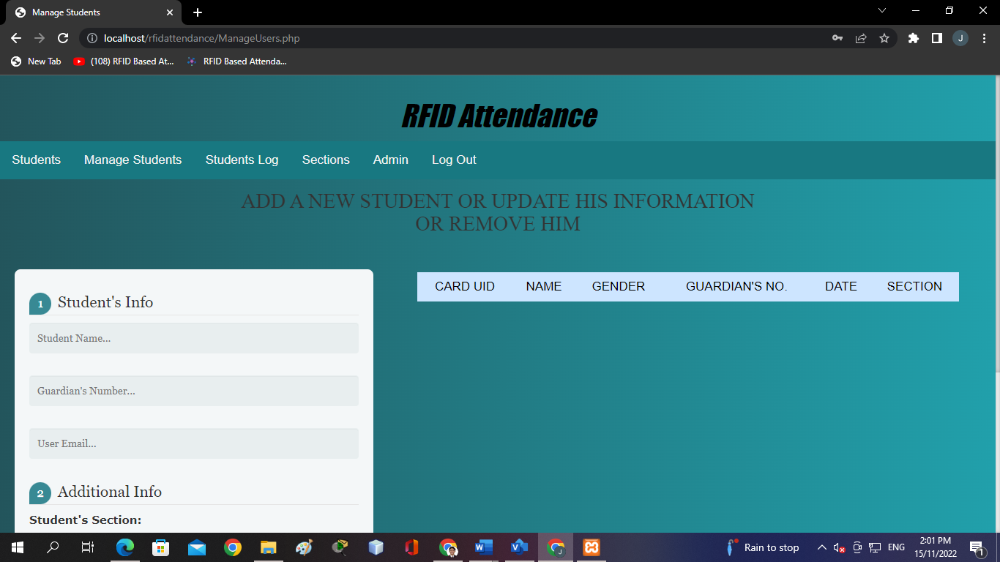 Manage Students
localhost/rfidattendance/ManageUsers.php
J
New Tab
(108) RFID Based At...
RFID Based Attenda...
RFID Attendance
Students
Manage Students
Students Log
Sections
Admin
Log Out
ADD A NEW STUDENT OR UPDATE HIS INFORMATION
OR REMOVE HIM
1 Student's Info
Student Name...
Guardian's Number...
User Email...
2 Additional Info
Student's Section:
CARD UID NAME GENDER GUARDIAN'S NO. DATE SECTION
Rain to stop
ENG
2:01 PM
15/11/2022
1